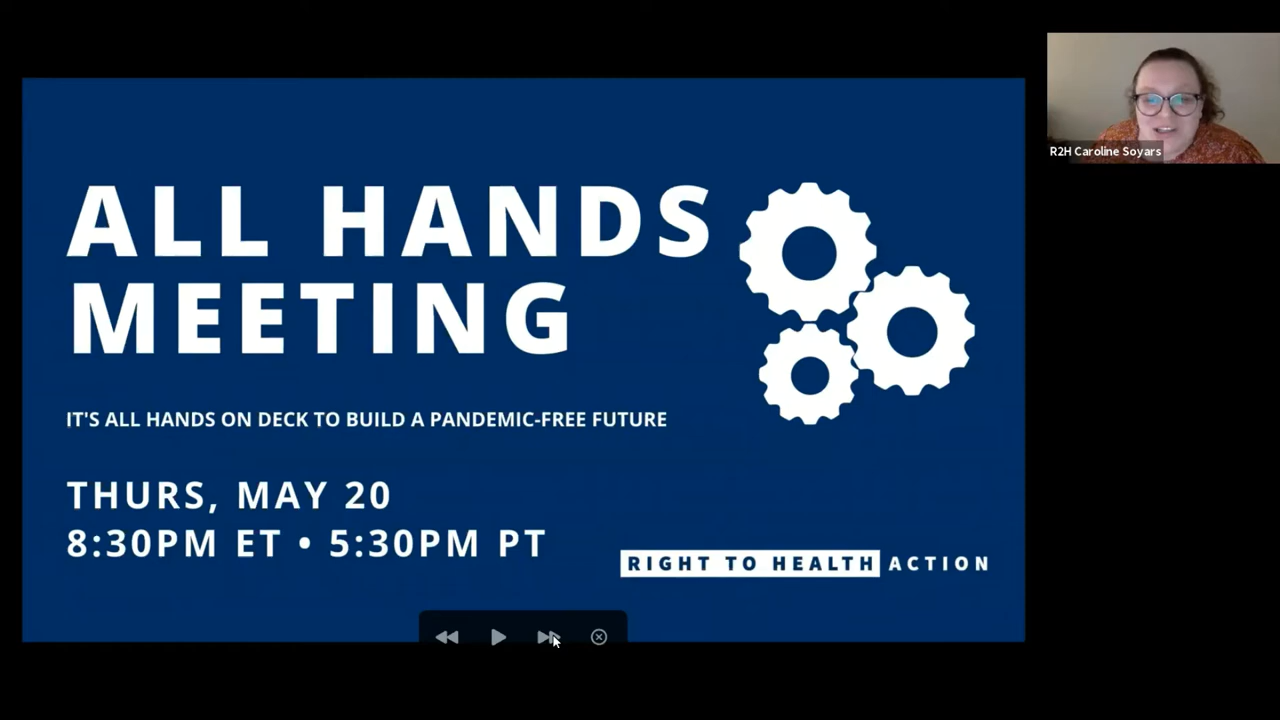 ALL HANDS
MEETING
IT'S ALL HANDS ON DECK TO BUILD A PANDEMIC-FREE FUTURE
THURS, MAY 20
8:30PM ET • 5:30PM PT
RIGHT TO HEALTH ACTION
R2H Caroline Soyars